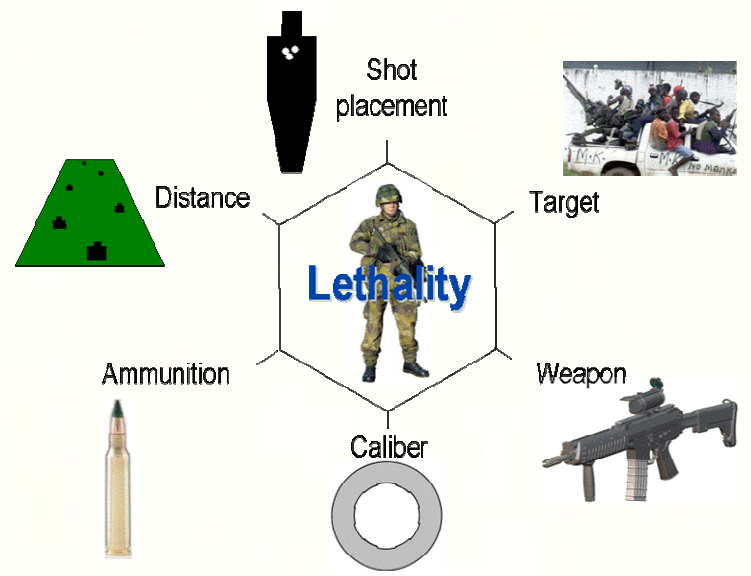 Shot
placement
Distance
Target
Lethality
Ammunition
Weapon
Caliber
M.K.
M.K.